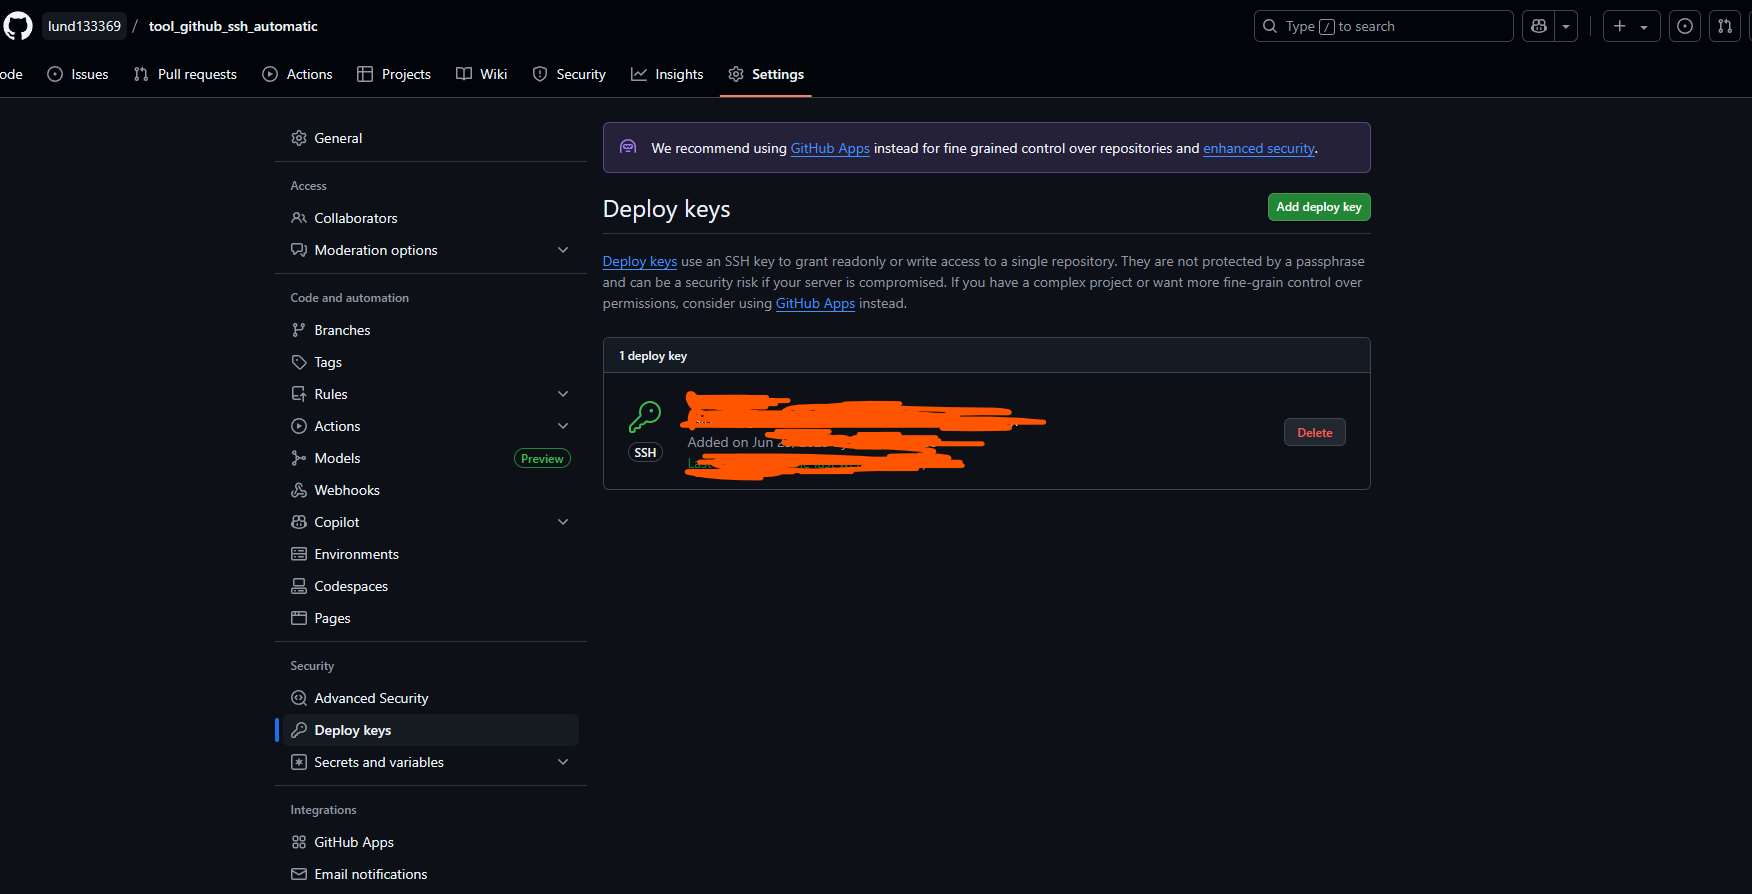 lund133369 / tool_github_ssh_automatic
Type / to search
ode Issues Pull requests Actions Projects Wiki Security Insights Settings
General
Access
Collaborators
Moderation options
Code and automation
Branches
Tags
Rules
Actions
Models Preview
Webhooks
Copilot
Environments
Codespaces
Pages
Security
Advanced Security
Deploy keys
Secrets and variables
Integrations
GitHub Apps
Email notifications
We recommend using GitHub Apps instead for fine grained control over repositories and enhanced security.
Deploy keys
Add deploy key
Deploy keys use an SSH key to grant readonly or write access to a single repository. They are not protected by a passphrase
and can be a security risk if your server is compromised. If you have a complex project or want more fine-grain control over
permissions, consider using GitHub Apps instead.
1 deploy key
SSH
Added on Jun
Delete